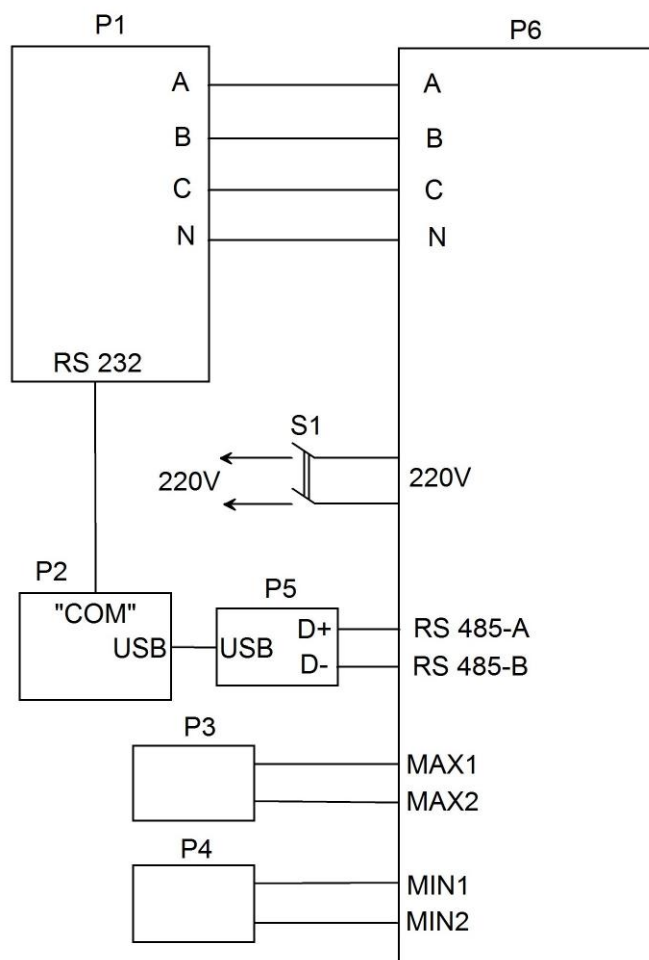 P1
P6
A
A
B
B
C
C
N
N
RS 232
S1
220V
220V
P2
"COM"
USB
P5
USB
D+
D-
RS 485-A
RS 485-B
P3
MAX1
MAX2
P4
MIN1
MIN2